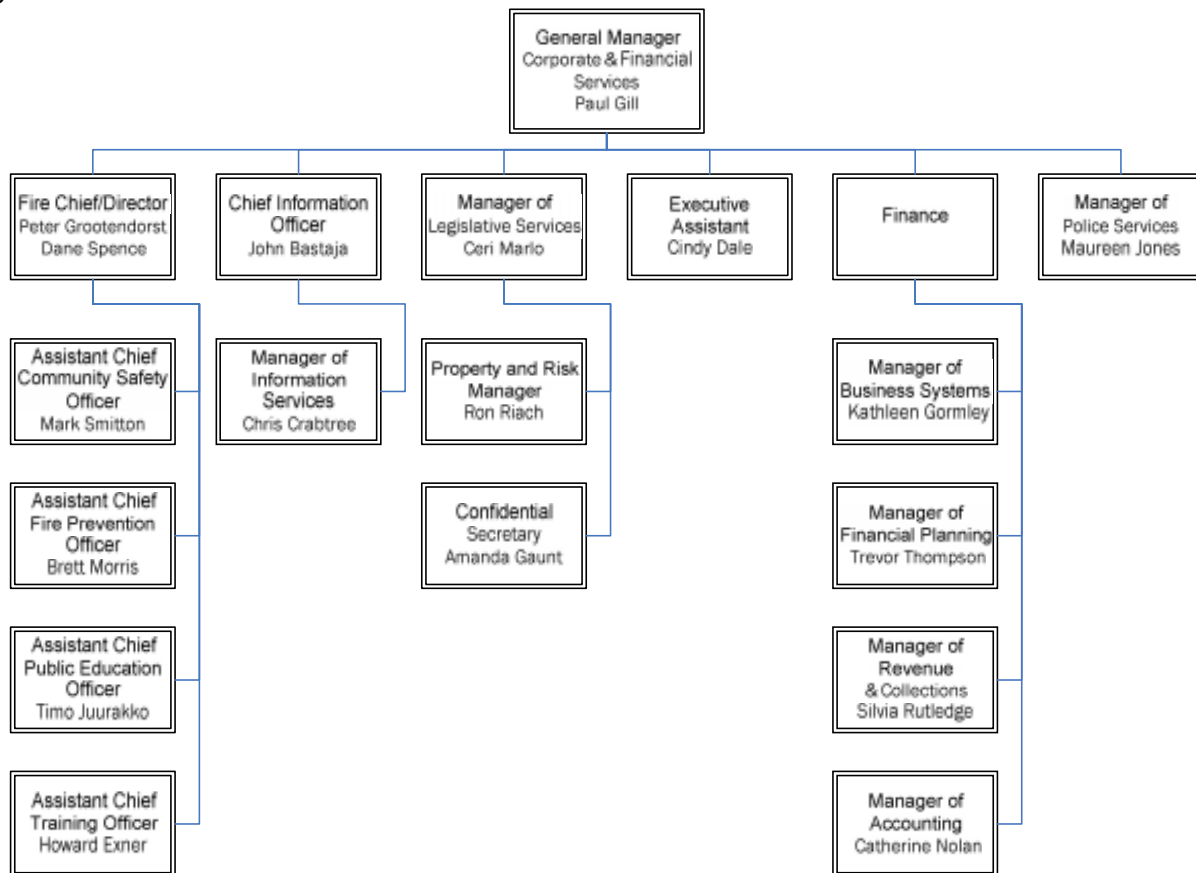 General Manager
Corporate & Financial
Services
Paul Gill
Fire Chief/Director
Peter Grootendorst
Dane Spence
Chief Information
Officer
John Bastaja
Manager of
Legislative Services
Ceri Marlo
Executive
Assistant
Cindy Dale
Finance
Manager of
Police Services
Maureen Jones
Assistant Chief
Community Safety
Officer
Mark Smitton
Manager of
Information
Services
Chris Crabtree
Property and Risk
Manager
Ron Riach
Manager of
Business Systems
Kathleen Gormley
Assistant Chief
Fire Prevention
Officer
Brett Morris
Confidential
Secretary
Amanda Gaunt
Manager of
Financial Planning
Trevor Thompson
Assistant Chief
Public Education
Officer
Timo Juurakko
Manager of
Revenue
& Collections
Silvia Rutledge
Assistant Chief
Training Officer
Howard Exner
Manager of
Accounting
Catherine Nolan